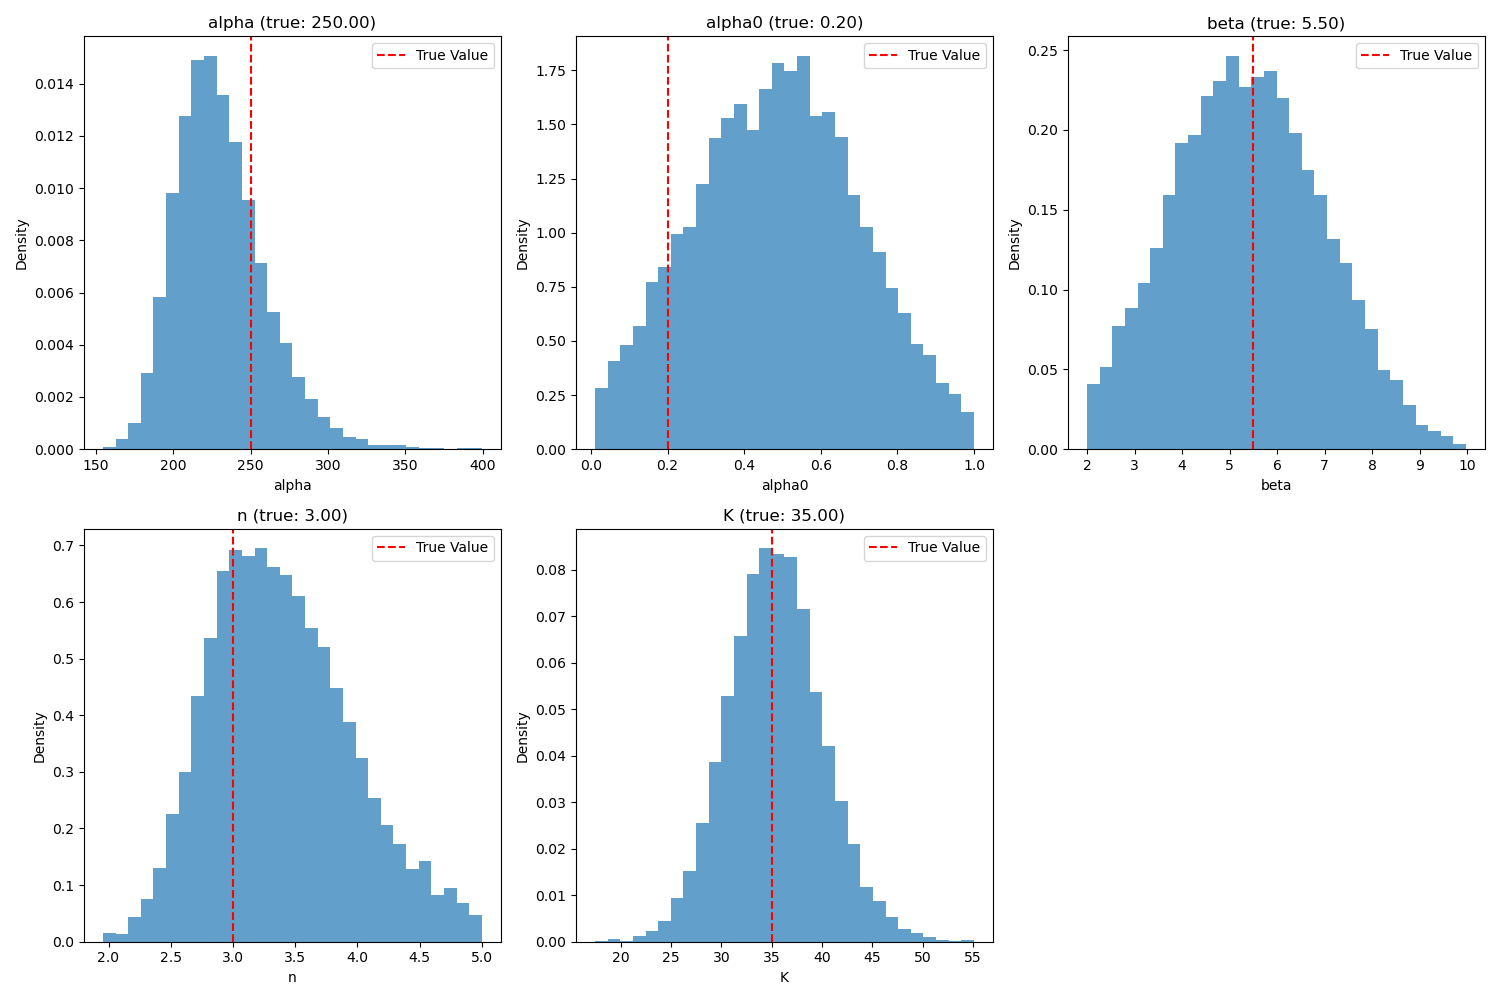 alpha (true: 250.00)
True Value
Density
0.014
0.012
0.010
0.008
0.006
0.004
0.002
0.000
150 200 250 300 350 400
alpha
alpha0 (true: 0.20)
True Value
Density
1.75
1.50
1.25
1.00
0.75
0.50
0.25
0.00
0.0 0.2 0.4 0.6 0.8 1.0
alpha0
beta (true: 5.50)
True Value
Density
0.25
0.20
0.15
0.10
0.05
0.00
2 3 4 5 6 7 8 9 10
beta
n (true: 3.00)
True Value
Density
0.7
0.6
0.5
0.4
0.3
0.2
0.1
0.0
2.0 2.5 3.0 3.5 4.0 4.5 5.0
n
K (true: 35.00)
True Value
Density
0.08
0.07
0.06
0.05
0.04
0.03
0.02
0.01
0.00
20 25 30 35 40 45 50 55
K